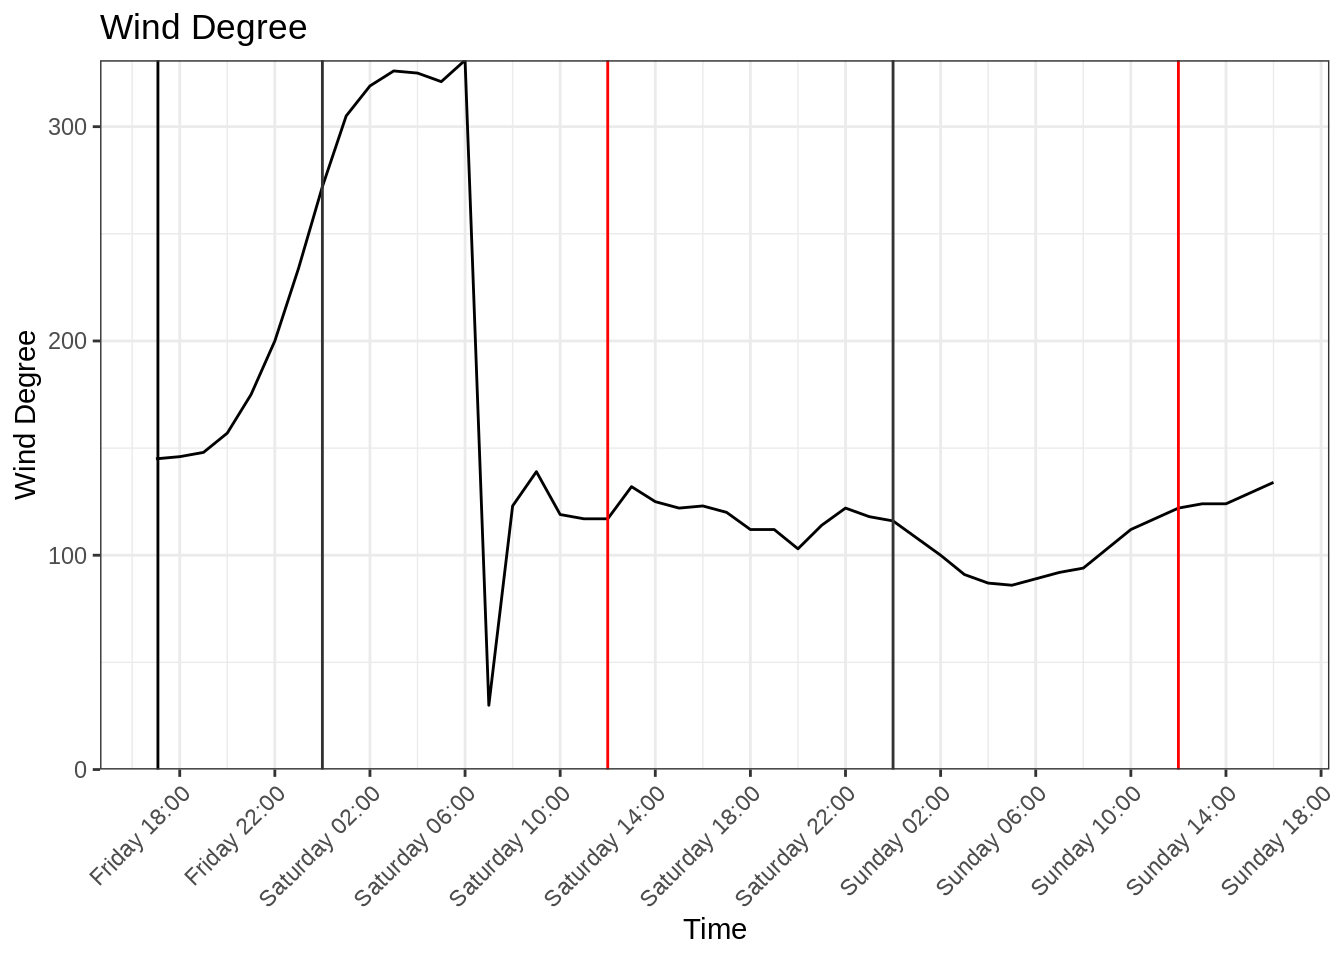 Wind Degree
Wind Degree
300
200
100
0
Friday 18:00
Friday 22:00
Saturday 02:00
Saturday 06:00
Saturday 10:00
Saturday 14:00
Saturday 18:00
Saturday 22:00
Sunday 02:00
Sunday 06:00
Sunday 10:00
Sunday 14:00
Sunday 18:00
Time